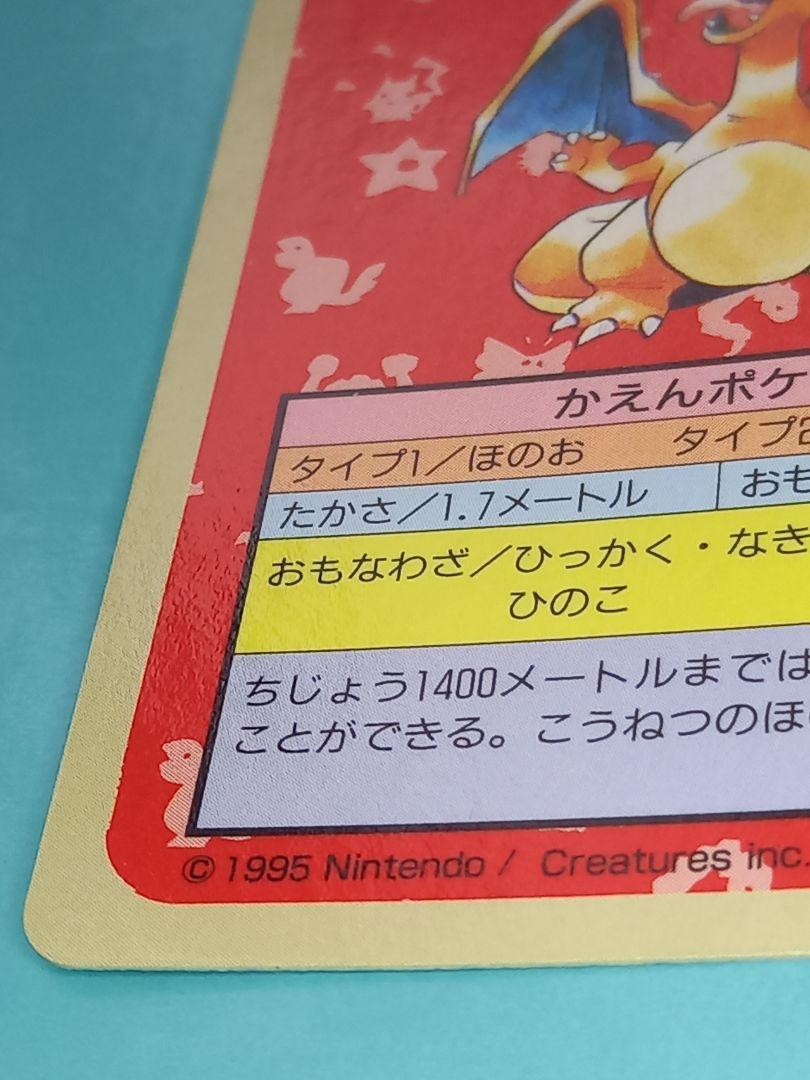 かえんポケ
タイプ1／ほのお タイプ2
たかさ／1.7メートル おも
おもなわざ／ひっかく・なき
ひのこ
ちじょう1400メートルまでは
ことができる。こうねつのほ
© 1995 Nintendo / Creatures inc.